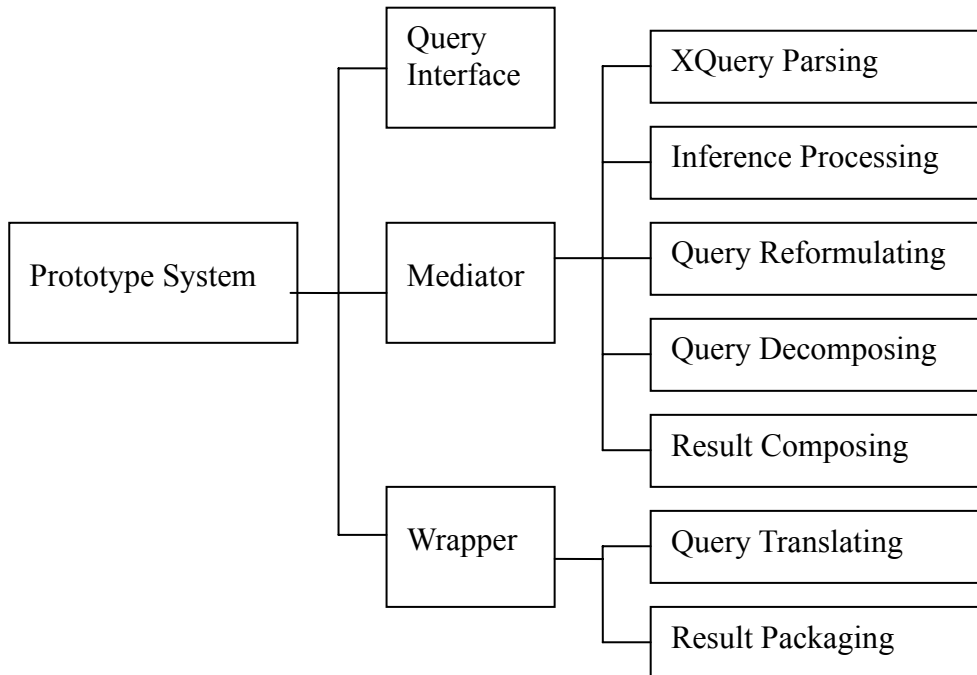 Prototype System
Query
Interface
Mediator
Wrapper
XQuery Parsing
Inference Processing
Query Reformulating
Query Decomposing
Result Composing
Query Translating
Result Packaging